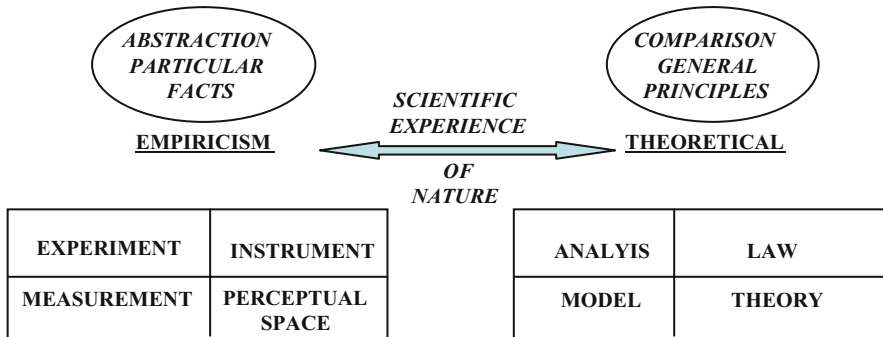 ABSTRACTION
PARTICULAR
FACTS
COMPARISON
GENERAL
PRINCIPLES
SCIENTIFIC
EXPERIENCE
EMPIRICISM
THEORETICAL
OF
NATURE
EXPERIMENT
INSTRUMENT
MEASUREMENT
PERCEPTUAL
SPACE
ANALYIS
LAW
MODEL
THEORY